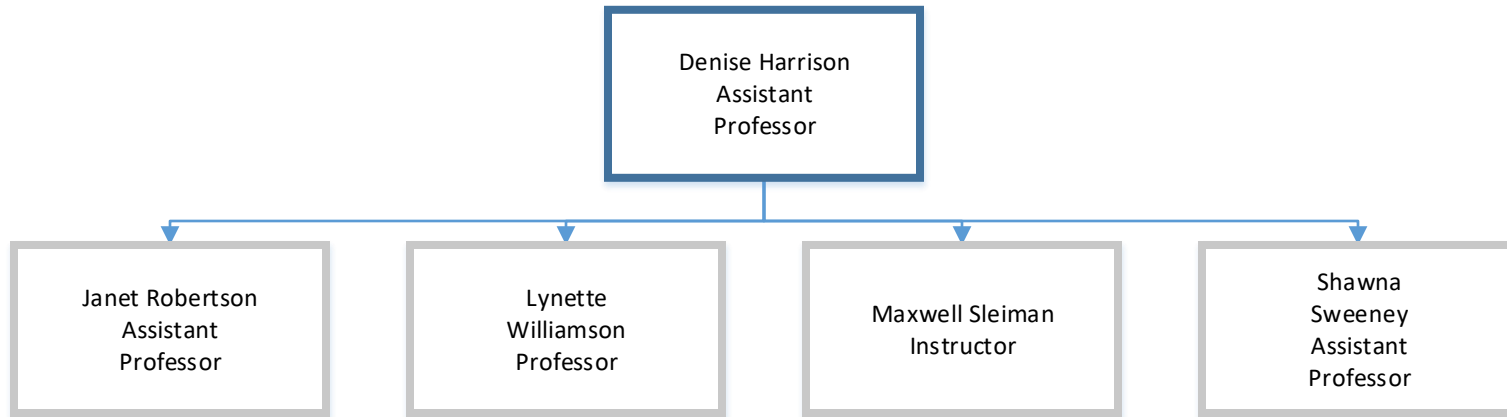 Denise Harrison
Assistant
Professor
Janet Robertson
Assistant
Professor
Lynette
Williamson
Professor
Maxwell Sleiman
Instructor
Shawna
Sweeney
Assistant
Professor